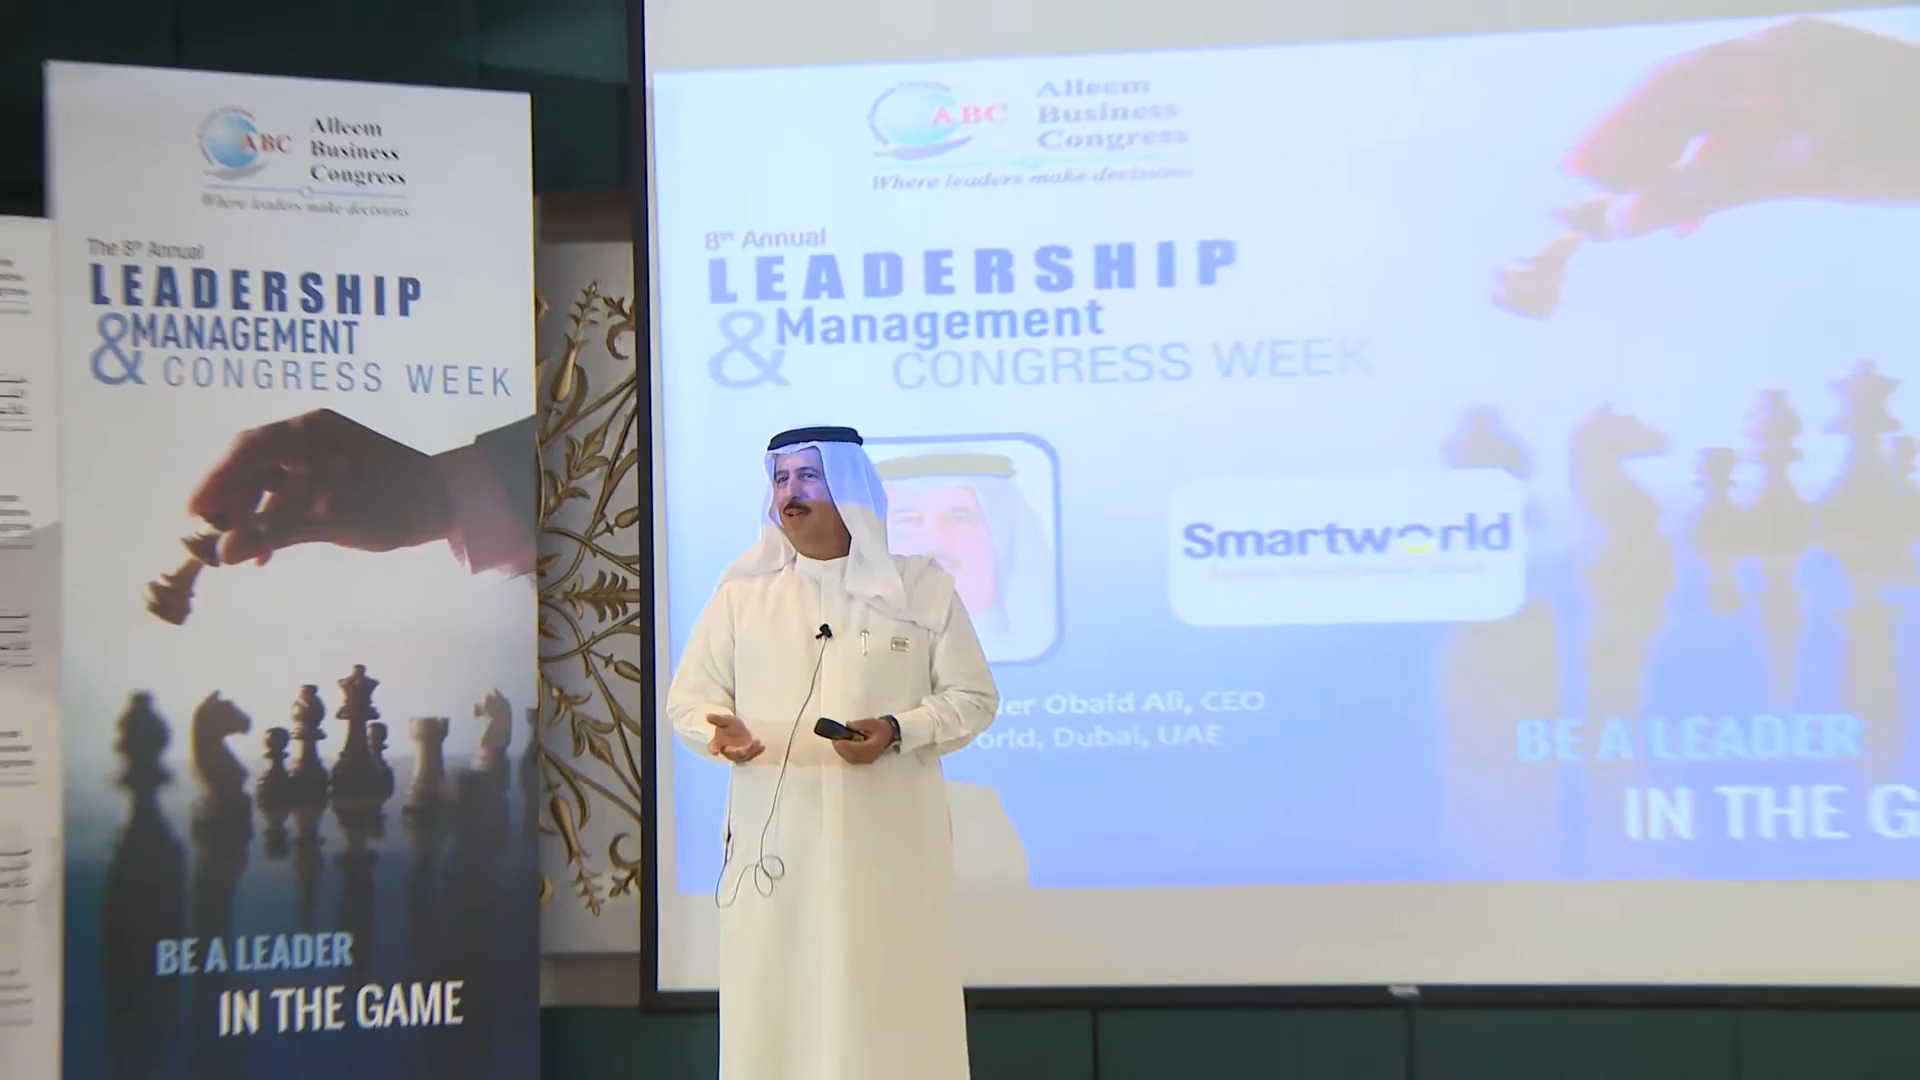 ABC
Alleem
Business
Congress
Where leaders make decisions
The 8th Annual
LEADERSHIP
& MANAGEMENT
CONGRESS WEEK
BE A LEADER
IN THE GAME
ABC
Alleem
Business
Congress
Where leaders make decisions
8th Annual
LEADERSHIP
& Management
CONGRESS WEEK
Smartworld
Obaid Ali, CEO
Dubai, UAE
BE A LEADER
IN THE G